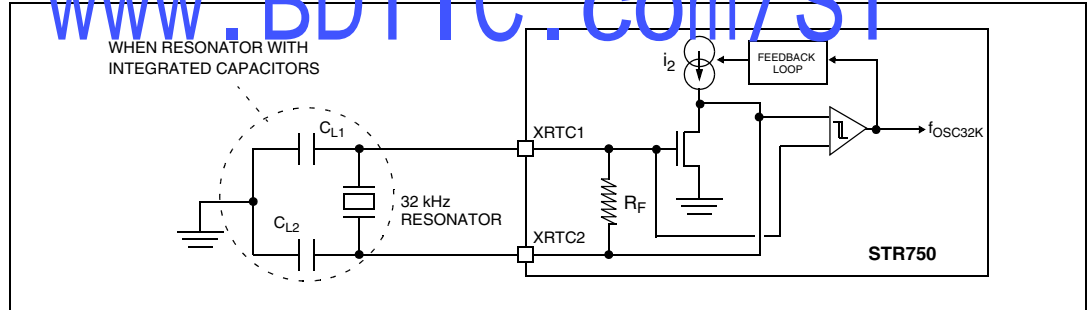 www.BDTTC.com/ST
WHEN RESONATOR WITH
INTEGRATED CAPACITORS
i2
FEEDBACK
LOOP
CL1
XRTC1
fOSC32K
32 kHz
RESONATOR
RF
CL2
XRTC2
STR750